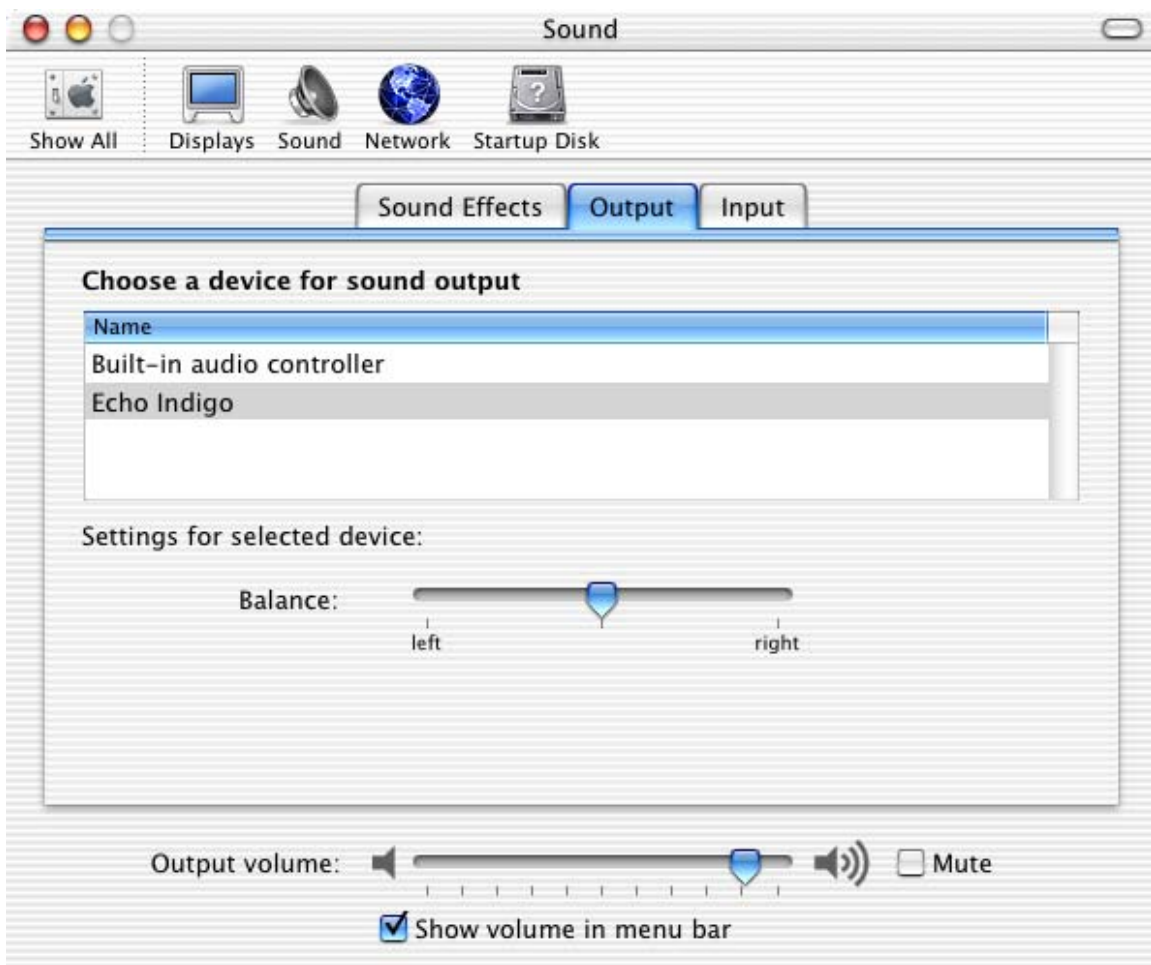 Sound
Show All Displays Sound Network Startup Disk
Sound Effects Output Input
Choose a device for sound output
Name
Built-in audio controller
Echo Indigo
Settings for selected device:
Balance:
left right
Output volume: Mute
Show volume in menu bar